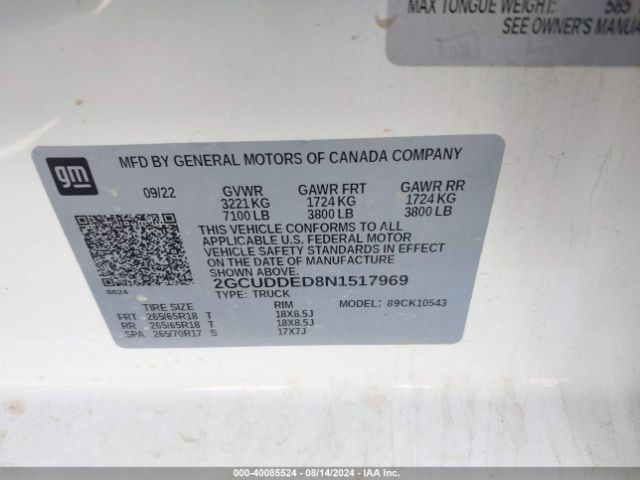 MAX TONGUE WEIGHT: 585
SEE OWNER'S MANUA
gm
MFD BY GENERAL MOTORS OF CANADA COMPANY
09/22 GVWR GAWR FRT GAWR RR
3221 KG 1724 KG 1724 KG
7100 LB 3800 LB 3800 LB
THIS VEHICLE CONFORMS TO ALL
APPLICABLE U.S. FEDERAL MOTOR
VEHICLE SAFETY STANDARDS IN EFFECT
ON THE DATE OF MANUFACTURE
SHOWN ABOVE.
2GCUDDED8N1517969
8624
TYPE: TRUCK MODEL: 89CK10543
TIRE SIZE RIM
FRT 265/65R18 T 18X8.5J
RR 265/65R18 T 18X8.5J
SPA 265/70R17 S 17X7J
000-40085524 - 08/14/2024 - IAA Inc.